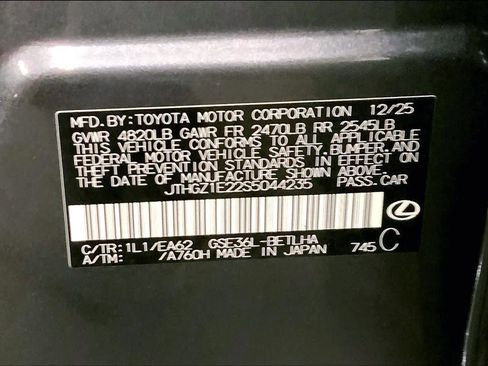 MFD. BY: TOYOTA MOTOR CORPORATION 12/25
GVWR 4820LB GAWR FR 2470LB RR 2545LB
THIS VEHICLE CONFORMS TO ALL APPLICABLE
FEDERAL MOTOR VEHICLE SAFETY, BUMPER, AND
THEFT PREVENTION STANDARDS IN EFFECT ON
THE DATE OF MANUFACTURE SHOWN ABOVE.
JTHGZ1E22S5044235 PASS. CAR
C/TR: 1L1/EA62 GSE36L-BETLHA
A/TM: /A760H MADE IN JAPAN 745 C